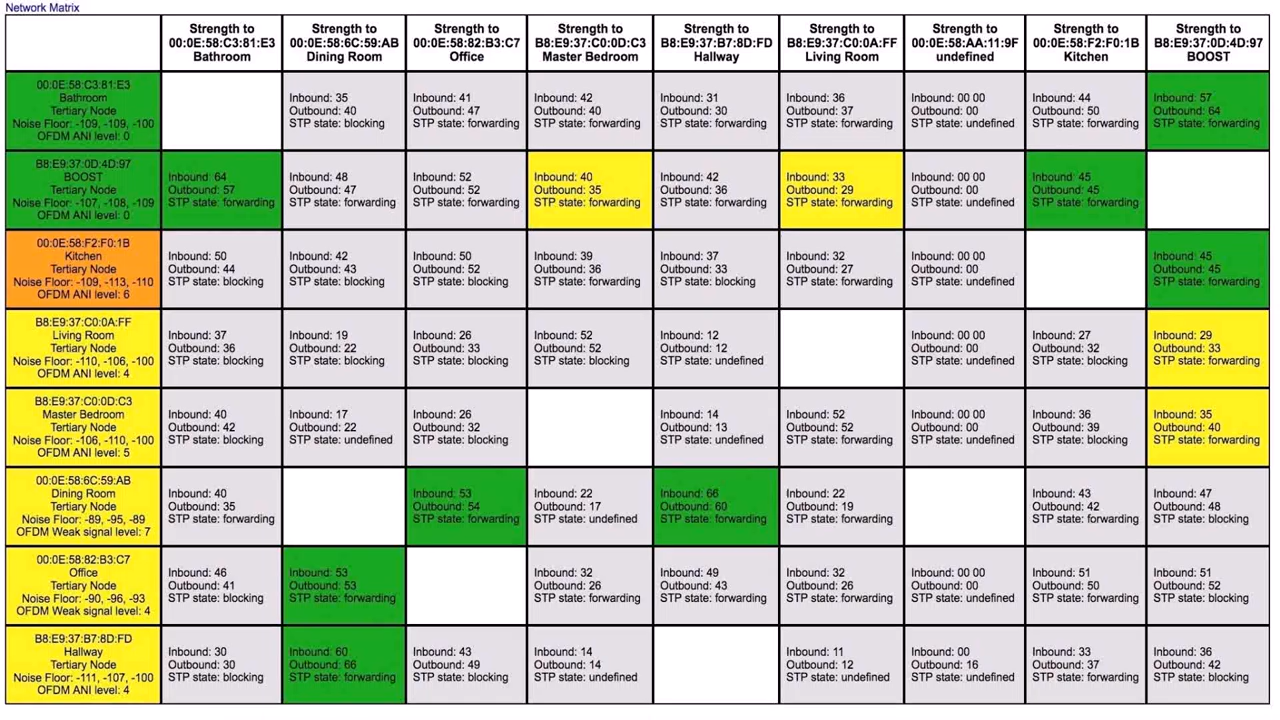 Network Matrix
Strength to 00:0E:58:C3:81:E3 Bathroom
Strength to 00:0E:58:6C:59:AB Dining Room
Strength to 00:0E:58:82:B3:C7 Office
Strength to B8:E9:37:C0:0D:C3 Master Bedroom
Strength to B8:E9:37:B7:8D:FD Hallway
Strength to B8:E9:37:C0:0A:FF Living Room
Strength to 00:0E:58:AA:11:9F undefined
Strength to 00:0E:58:F2:F0:1B Kitchen
Strength to B8:E9:37:0D:4D:97 BOOST
00:0E:58:C3:81:E3
Bathroom
Tertiary Node
Noise Floor: -109, -109, -100
OFDM ANI level: 0
Inbound: 35
Outbound: 40
STP state: blocking
Inbound: 41
Outbound: 47
STP state: forwarding
Inbound: 42
Outbound: 40
STP state: forwarding
Inbound: 31
Outbound: 30
STP state: forwarding
Inbound: 36
Outbound: 37
STP state: forwarding
Inbound: 00 00
Outbound: 00
STP state: undefined
Inbound: 44
Outbound: 50
STP state: forwarding
Inbound: 57
Outbound: 64
STP state: forwarding
B8:E9:37:0D:4D:97
BOOST
Tertiary Node
Noise Floor: -107, -108, -109
OFDM ANI level: 0
Inbound: 64
Outbound: 57
STP state: forwarding
Inbound: 48
Outbound: 47
STP state: forwarding
Inbound: 52
Outbound: 52
STP state: forwarding
Inbound: 40
Outbound: 35
STP state: forwarding
Inbound: 42
Outbound: 36
STP state: forwarding
Inbound: 33
Outbound: 29
STP state: forwarding
Inbound: 00 00
Outbound: 00
STP state: undefined
Inbound: 45
Outbound: 45
STP state: forwarding
00:0E:58:F2:F0:1B
Kitchen
Tertiary Node
Noise Floor: -109, -113, -110
OFDM ANI level: 6
Inbound: 50
Outbound: 44
STP state: blocking
Inbound: 42
Outbound: 43
STP state: blocking
Inbound: 50
Outbound: 52
STP state: blocking
Inbound: 39
Outbound: 36
STP state: forwarding
Inbound: 37
Outbound: 33
STP state: blocking
Inbound: 32
Outbound: 27
STP state: forwarding
Inbound: 00 00
Outbound: 00
STP state: undefined
Inbound: 45
Outbound: 45
STP state: forwarding
B8:E9:37:C0:0A:FF
Living Room
Tertiary Node
Noise Floor: -110, -106, -100
OFDM ANI level: 4
Inbound: 37
Outbound: 36
STP state: blocking
Inbound: 19
Outbound: 22
STP state: blocking
Inbound: 26
Outbound: 33
STP state: blocking
Inbound: 52
Outbound: 52
STP state: blocking
Inbound: 12
Outbound: 12
STP state: undefined
Inbound: 00 00
Outbound: 00
STP state: undefined
Inbound: 27
Outbound: 32
STP state: blocking
Inbound: 29
Outbound: 33
STP state: forwarding
B8:E9:37:C0:0D:C3
Master Bedroom
Tertiary Node
Noise Floor: -106, -110, -100
OFDM ANI level: 5
Inbound: 40
Outbound: 42
STP state: blocking
Inbound: 17
Outbound: 22
STP state: undefined
Inbound: 26
Outbound: 32
STP state: blocking
Inbound: 14
Outbound: 13
STP state: undefined
Inbound: 52
Outbound: 52
STP state: forwarding
Inbound: 00 00
Outbound: 00
STP state: undefined
Inbound: 36
Outbound: 39
STP state: blocking
Inbound: 35
Outbound: 40
STP state: forwarding
00:0E:58:6C:59:AB
Dining Room
Tertiary Node
Noise Floor: -89, -95, -89
OFDM Weak signal level: 7
Inbound: 40
Outbound: 35
STP state: forwarding
Inbound: 53
Outbound: 54
STP state: forwarding
Inbound: 22
Outbound: 17
STP state: undefined
Inbound: 66
Outbound: 60
STP state: forwarding
Inbound: 22
Outbound: 19
STP state: forwarding
Inbound: 43
Outbound: 42
STP state: forwarding
Inbound: 47
Outbound: 48
STP state: blocking
00:0E:58:82:B3:C7
Office
Tertiary Node
Noise Floor: -90, -96, -93
OFDM Weak signal level: 4
Inbound: 46
Outbound: 41
STP state: blocking
Inbound: 53
Outbound: 53
STP state: forwarding
Inbound: 32
Outbound: 26
STP state: forwarding
Inbound: 49
Outbound: 43
STP state: forwarding
Inbound: 32
Outbound: 26
STP state: forwarding
Inbound: 00 00
Outbound: 00
STP state: undefined
Inbound: 51
Outbound: 50
STP state: forwarding
Inbound: 51
Outbound: 52
STP state: blocking
B8:E9:37:B7:8D:FD
Hallway
Tertiary Node
Noise Floor: -111, -107, -100
OFDM ANI level: 4
Inbound: 30
Outbound: 30
STP state: blocking
Inbound: 60
Outbound: 66
STP state: forwarding
Inbound: 43
Outbound: 49
STP state: blocking
Inbound: 14
Outbound: 14
STP state: undefined
Inbound: 11
Outbound: 12
STP state: undefined
Inbound: 00
Outbound: 16
STP state: undefined
Inbound: 33
Outbound: 37
STP state: forwarding
Inbound: 36
Outbound: 42
STP state: blocking